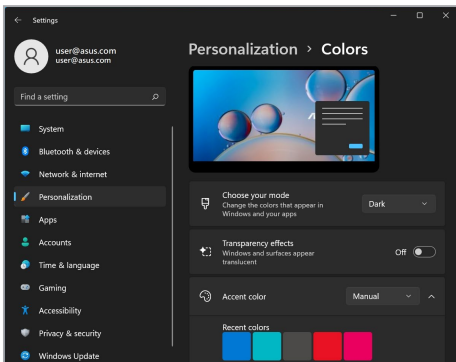 Settings
user@asus.com
user@asus.com
Find a setting
System
Bluetooth & devices
Network & internet
Personalization
Apps
Accounts
Time & language
Gaming
Accessibility
Privacy & security
Windows Update
Personalization > Colors
Choose your mode
Change the colors that appear in
Windows and your apps
Dark
Transparency effects
Windows and surfaces appear
translucent
Off
Accent color
Manual
Recent colors